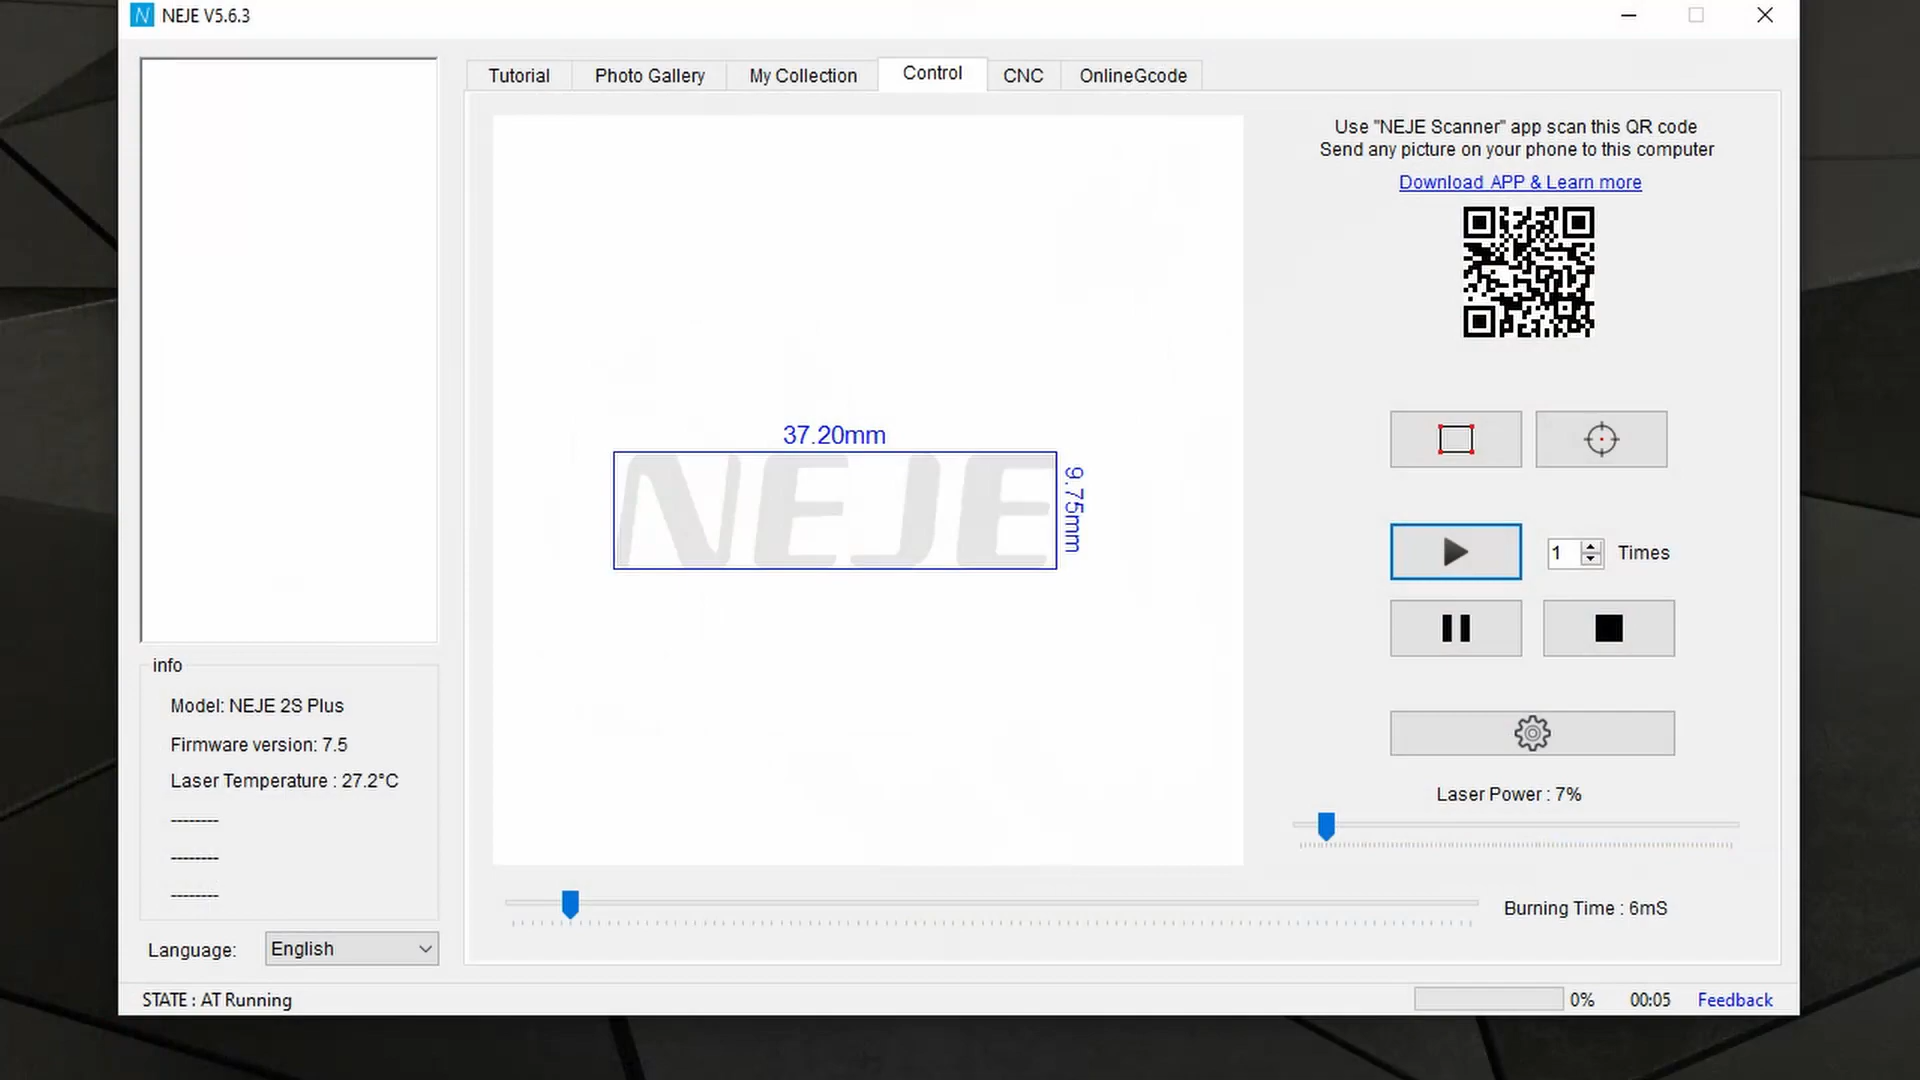 NEJE V5.6.3
Tutorial
Photo Gallery
My Collection
Control
CNC
OnlineGcode
Use "NEJE Scanner" app scan this QR code
Send any picture on your phone to this computer
Download APP & Learn more
37.20mm
NEJE
9.75mm
1
Times
info
Model: NEJE 2S Plus
Firmware version: 7.5
Laser Temperature : 27.2°C
--------
--------
--------
Laser Power : 7%
Burning Time : 6mS
Language:
English
STATE : AT Running
0%
00:05
Feedback